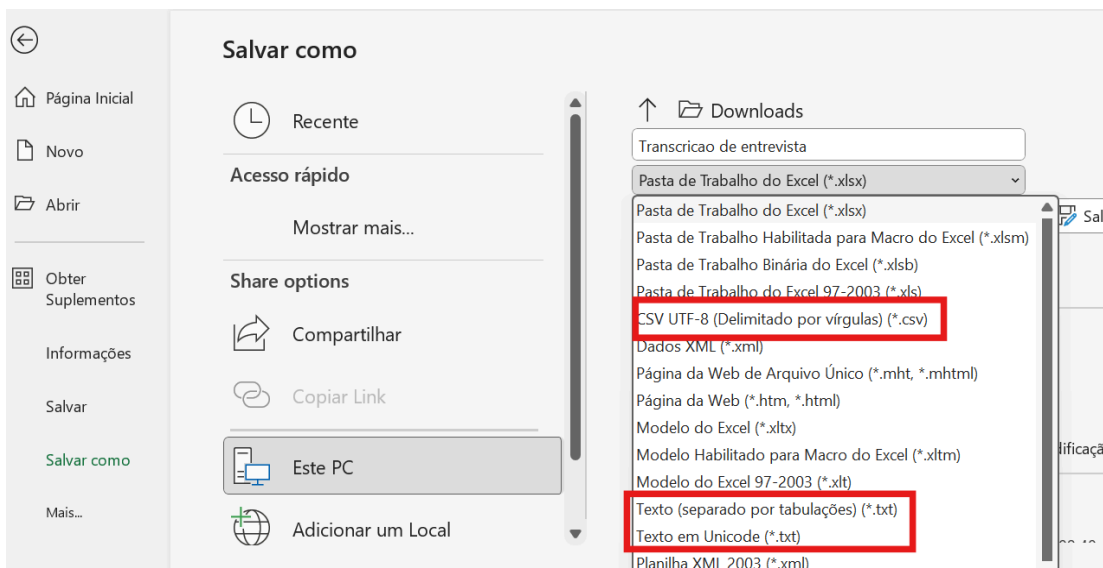 Salvar como
Página Inicial
Novo
Abrir
Obter
Suplementos
Informações
Salvar
Salvar como
Mais...
Recente
Acesso rápido
Mostrar mais...
Share options
Compartilhar
Copiar Link
Este PC
Adicionar um Local
Downloads
Transcricao de entrevista
Pasta de Trabalho do Excel (*.xlsx)
Pasta de Trabalho do Excel (*.xlsx)
Pasta de Trabalho Habilitada para Macro do Excel (*.xlsm)
Pasta de Trabalho Binária do Excel (*.xlsb)
Pasta de Trabalho do Excel 97-2003 (*.xls)
CSV UTF-8 (Delimitado por vírgulas) (*.csv)
Dados XML (*.xml)
Página da Web de Arquivo Único (*.mht, *.mhtml)
Página da Web (*.htm, *.html)
Modelo do Excel (*.xltx)
Modelo Habilitado para Macro do Excel (*.xltm)
Modelo do Excel 97-2003 (*.xlt)
Texto (separado por tabulações) (*.txt)
Texto em Unicode (*.txt)
Planilha XML 2003 (*.xml)
Sal